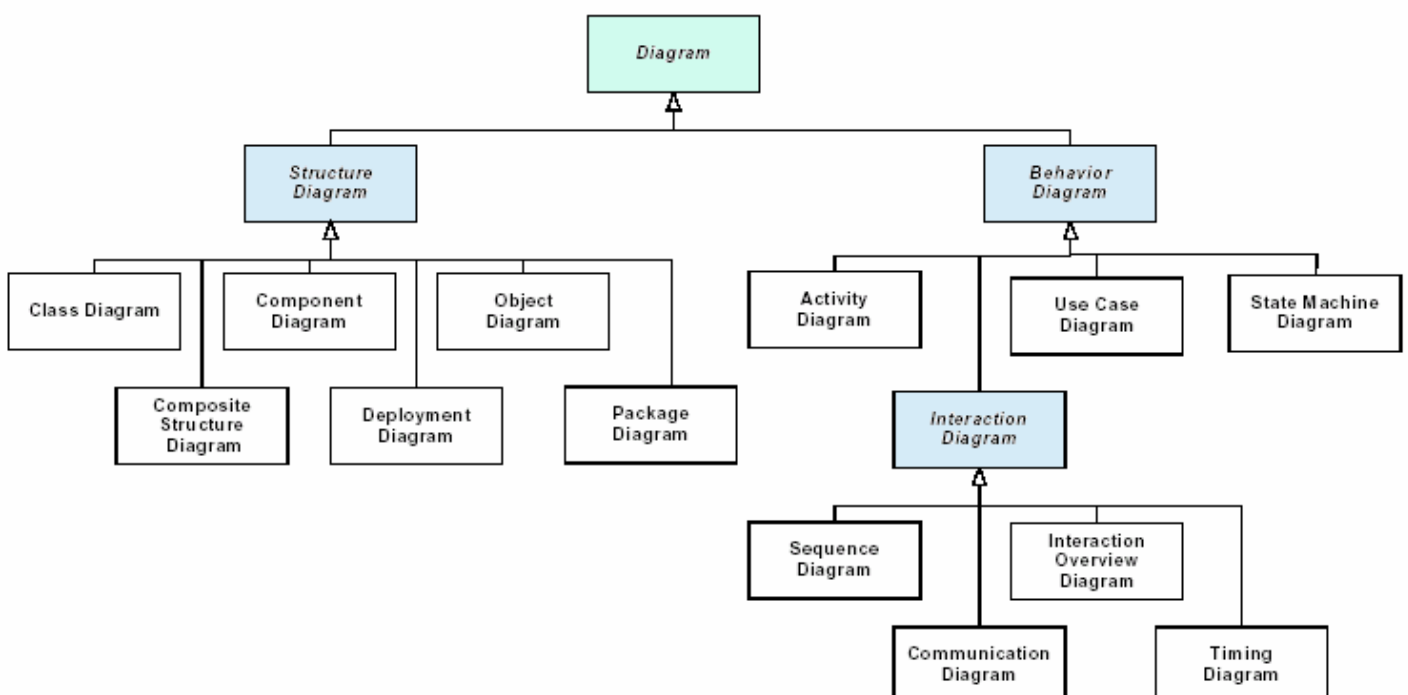 Diagram
Structure
Diagram
Behavior
Diagram
Class Diagram
Component
Diagram
Object
Diagram
Activity
Diagram
Use Case
Diagram
State Machine
Diagram
Composite
Structure
Diagram
Deployment
Diagram
Package
Diagram
Interaction
Diagram
Sequence
Diagram
Interaction
Overview
Diagram
Communication
Diagram
Timing
Diagram